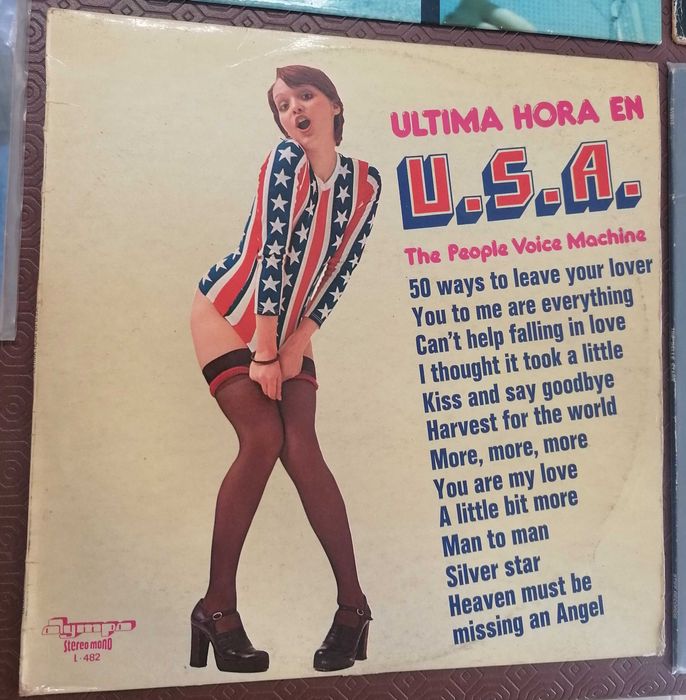 ULTIMA HORA EN
U.S.A.
The People Voice Machine
50 ways to leave your lover
You to me are everything
Can't help falling in love
I thought it took a little
Kiss and say goodbye
Harvest for the world
More, more, more
You are my love
A little bit more
Man to man
Silver star
Heaven must be
missing an Angel
olympo
stereo mono
L - 482